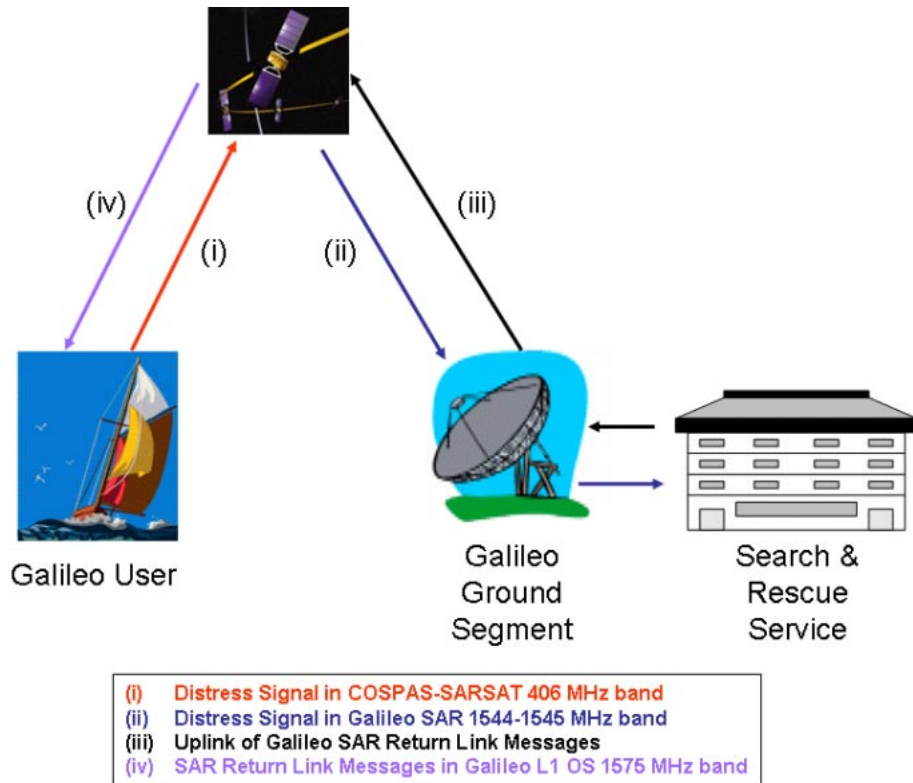 (iv)
(i)
(ii)
(iii)
Galileo User
Galileo
Ground
Segment
Search &
Rescue
Service
(i) Distress Signal in COSPAS-SARSAT 406 MHz band
(ii) Distress Signal in Galileo SAR 1544-1545 MHz band
(iii) Uplink of Galileo SAR Return Link Messages
(iv) SAR Return Link Messages in Galileo L1 OS 1575 MHz band